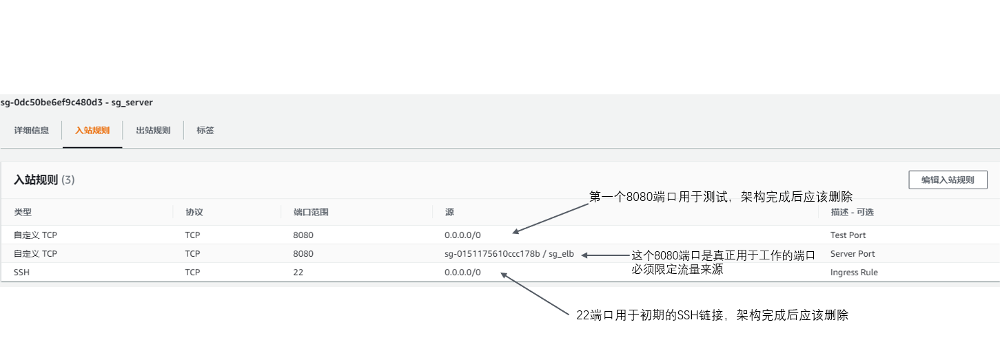 sg-0dc50be6ef9c480d3 - sg_server
详细信息 入站规则 出站规则 标签
入站规则 (3)
编辑入站规则
第一个8080端口用于测试，架构完成后应该删除
类型 协议 端口范围 源 描述 - 可选
自定义 TCP TCP 8080 0.0.0.0/0 Test Port
自定义 TCP TCP 8080 sg-0151175610ccc178b / sg_elb Server Port
这个8080端口是真正用于工作的端口
必须限定流量来源
SSH TCP 22 0.0.0.0/0 Ingress Rule
22端口用于初期的SSH链接，架构完成后应该删除